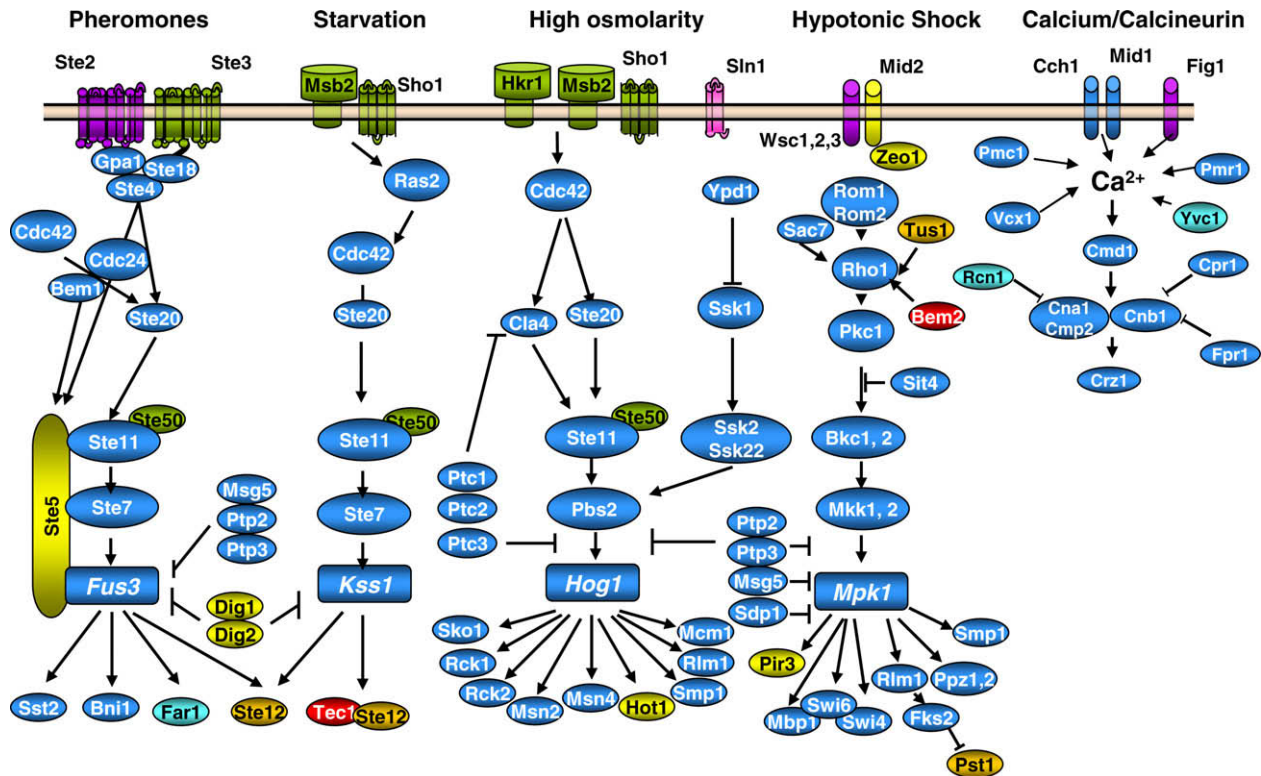 Pheromones
Starvation
High osmolarity
Hypotonic Shock
Calcium/Calcineurin
Ste2
Ste3
Gpa1
Ste18
Ste4
Cdc42
Cdc24
Bem1
Ste20
Ste50
Ste11
Ste5
Ste7
Msg5
Ptp2
Ptp3
Fus3
Dig1
Dig2
Sst2
Bni1
Far1
Ste12
Msb2
Sho1
Ras2
Cdc42
Ste20
Ste50
Ste11
Ste7
Kss1
Tec1
Ste12
Hkr1
Msb2
Sho1
Sln1
Cdc42
Ypd1
Cla4
Ste20
Ssk1
Ste50
Ste11
Ssk2
Ssk22
Ptc1
Ptc2
Ptc3
Pbs2
Hog1
Sko1
Rck1
Rck2
Msn2
Msn4
Hot1
Smp1
Rlm1
Mcm1
Mid2
Wsc1,2,3
Zeo1
Rom1
Rom2
Sac7
Tus1
Rho1
Bem2
Pkc1
Sit4
Bkc1, 2
Mkk1, 2
Ptp2
Ptp3
Msg5
Sdp1
Mpk1
Pir3
Mbp1
Swi6
Swi4
Rlm1
Ppz1,2
Smp1
Fks2
Pst1
Cch1
Mid1
Fig1
Pmc1
Pmr1
Ca²⁺
Vcx1
Yvc1
Cmd1
Rcn1
Cpr1
Cna1
Cmp2
Cnb1
Fpr1
Crz1